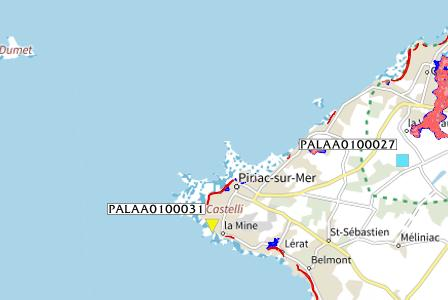 Dumet
PALAA0100027
Piriac-sur-Mer
PALAA0100031
Castelli
la Mine
St-Sébastien
Méliniac
Lérat
Belmont